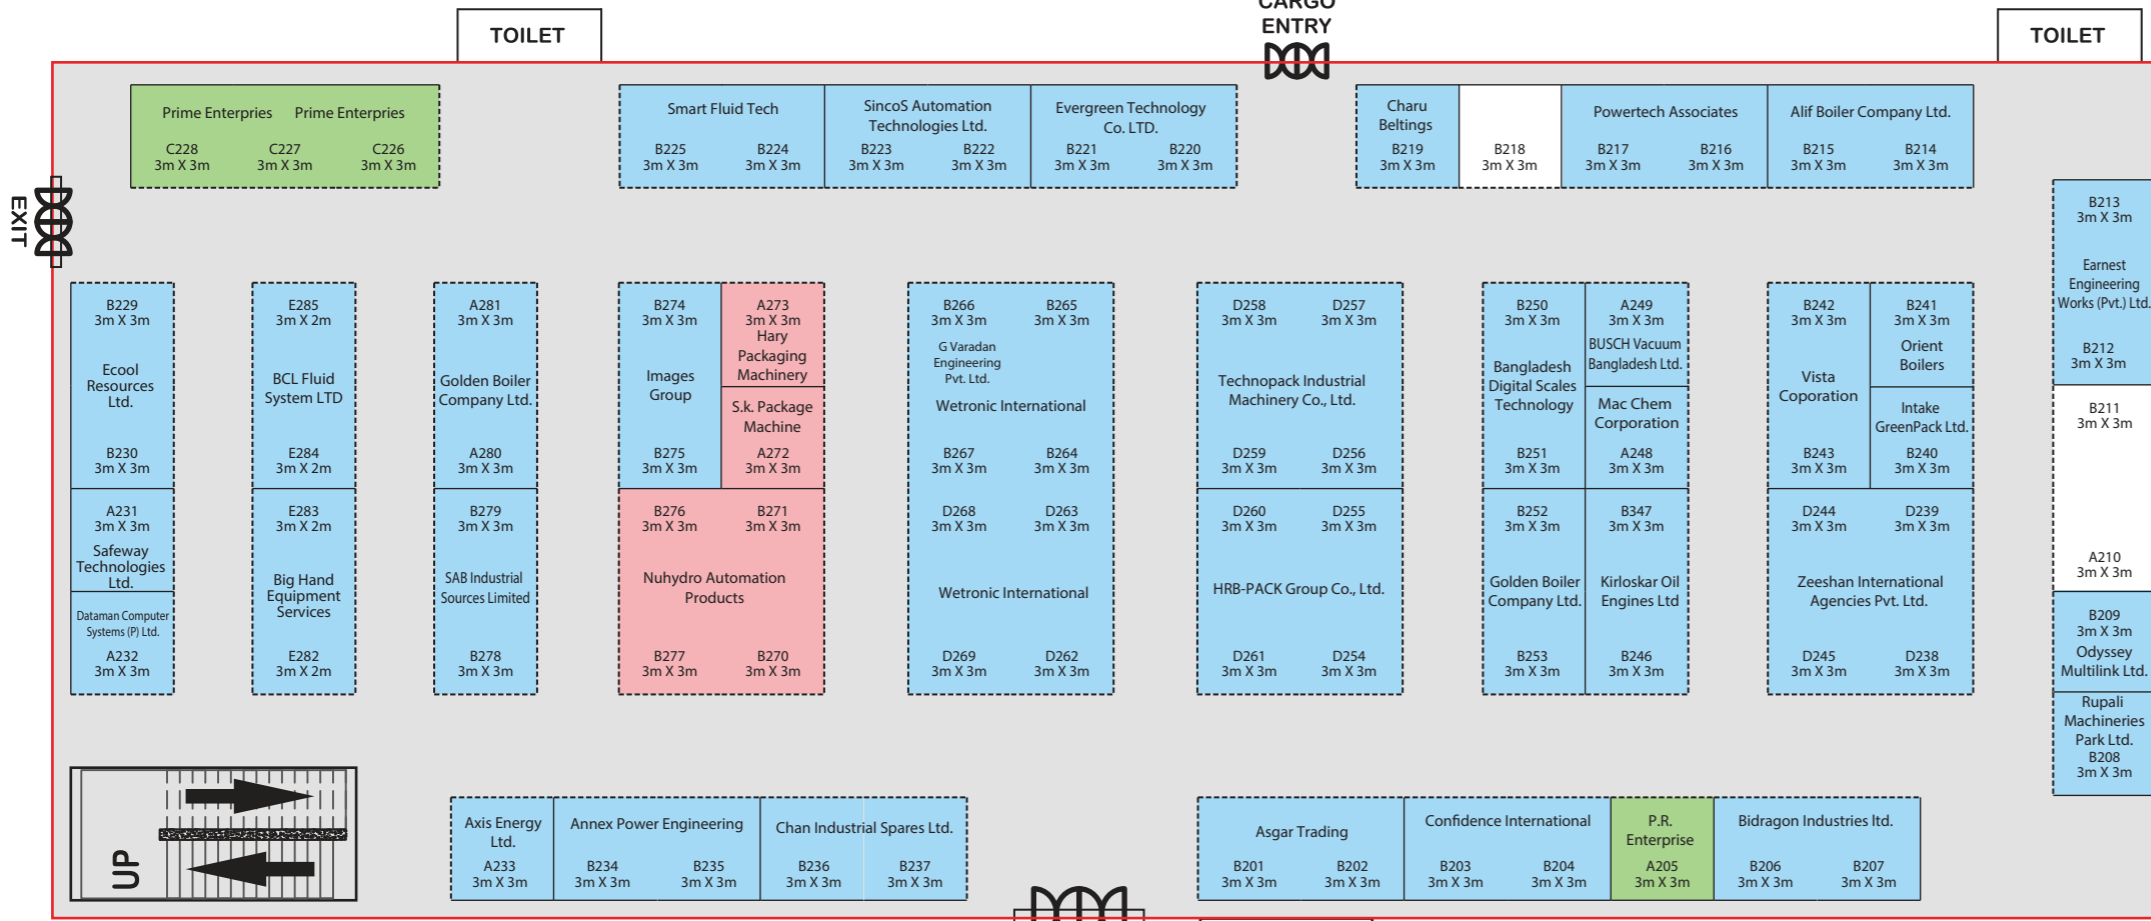 CARGO
ENTRY
TOILET
TOILET
EXIT
Prime Enterpries
Prime Enterpries
C228
3m X 3m
C227
3m X 3m
C226
3m X 3m
Smart Fluid Tech
B225
3m X 3m
B224
3m X 3m
SincoS Automation
Technologies Ltd.
B223
3m X 3m
B222
3m X 3m
Evergreen Technology
Co. LTD.
B221
3m X 3m
B220
3m X 3m
Charu
Beltings
B219
3m X 3m
B218
3m X 3m
Powertech Associates
B217
3m X 3m
B216
3m X 3m
Alif Boiler Company Ltd.
B215
3m X 3m
B214
3m X 3m
B213
3m X 3m
Earnest
Engineering
Works (Pvt.) Ltd.
B212
3m X 3m
B211
3m X 3m
A210
3m X 3m
B209
3m X 3m
Odyssey
Multilink Ltd.
Rupali
Machineries
Park Ltd.
B208
3m X 3m
B229
3m X 3m
Ecool
Resources
Ltd.
B230
3m X 3m
A231
3m X 3m
Safeway
Technologies
Ltd.
Dataman Computer
Systems (P) Ltd.
A232
3m X 3m
E285
3m X 2m
BCL Fluid
System LTD
E284
3m X 2m
E283
3m X 2m
Big Hand
Equipment
Services
E282
3m X 2m
A281
3m X 3m
Golden Boiler
Company Ltd.
A280
3m X 3m
B279
3m X 3m
SAB Industrial
Sources Limited
B278
3m X 3m
B274
3m X 3m
Images
Group
B275
3m X 3m
A273
3m X 3m
Hary
Packaging
Machinery
S.k. Package
Machine
A272
3m X 3m
B276
3m X 3m
B271
3m X 3m
Nuhydro Automation
Products
B277
3m X 3m
B270
3m X 3m
B266
3m X 3m
B265
3m X 3m
G Varadan
Engineering
Pvt. Ltd.
Wetronic International
B267
3m X 3m
B264
3m X 3m
D268
3m X 3m
D263
3m X 3m
Wetronic International
D269
3m X 3m
D262
3m X 3m
D258
3m X 3m
D257
3m X 3m
Technopack Industrial
Machinery Co., Ltd.
D259
3m X 3m
D256
3m X 3m
D260
3m X 3m
D255
3m X 3m
HRB-PACK Group Co., Ltd.
D261
3m X 3m
D254
3m X 3m
B250
3m X 3m
Bangladesh
Digital Scales
Technology
B251
3m X 3m
A249
3m X 3m
BUSCH Vacuum
Bangladesh Ltd.
Mac Chem
Corporation
A248
3m X 3m
B252
3m X 3m
Golden Boiler
Company Ltd.
B253
3m X 3m
B347
3m X 3m
Kirloskar Oil
Engines Ltd
B246
3m X 3m
B242
3m X 3m
Vista
Coporation
B243
3m X 3m
B241
3m X 3m
Orient
Boilers
Intake
GreenPack Ltd.
B240
3m X 3m
D244
3m X 3m
D239
3m X 3m
Zeeshan International
Agencies Pvt. Ltd.
D245
3m X 3m
D238
3m X 3m
UP
Axis Energy
Ltd.
A233
3m X 3m
Annex Power Engineering
B234
3m X 3m
B235
3m X 3m
Chan Industrial Spares Ltd.
B236
3m X 3m
B237
3m X 3m
Asgar Trading
B201
3m X 3m
B202
3m X 3m
Confidence International
B203
3m X 3m
B204
3m X 3m
P.R.
Enterprise
A205
3m X 3m
Bidragon Industries ltd.
B206
3m X 3m
B207
3m X 3m